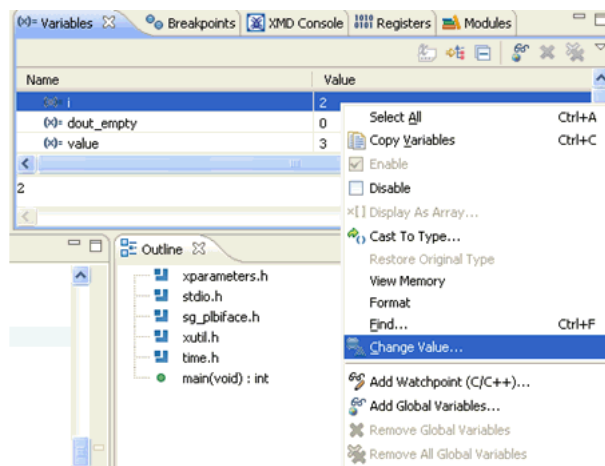 (x)= Variables Breakpoints XMD Console 1010 0101 Registers Modules
Name Value
(x)= i 2
(x)= dout_empty 0
(x)= value 3
2
Outline
xparameters.h
stdio.h
sg_plbiface.h
xutil.h
time.h
main(void) : int
Select All Ctrl+A
Copy Variables Ctrl+C
Enable
Disable
×[] Display As Array...
Cast To Type...
Restore Original Type
View Memory
Format
Find... Ctrl+F
Change Value...
Add Watchpoint (C/C++)...
Add Global Variables...
Remove Global Variables
Remove All Global Variables